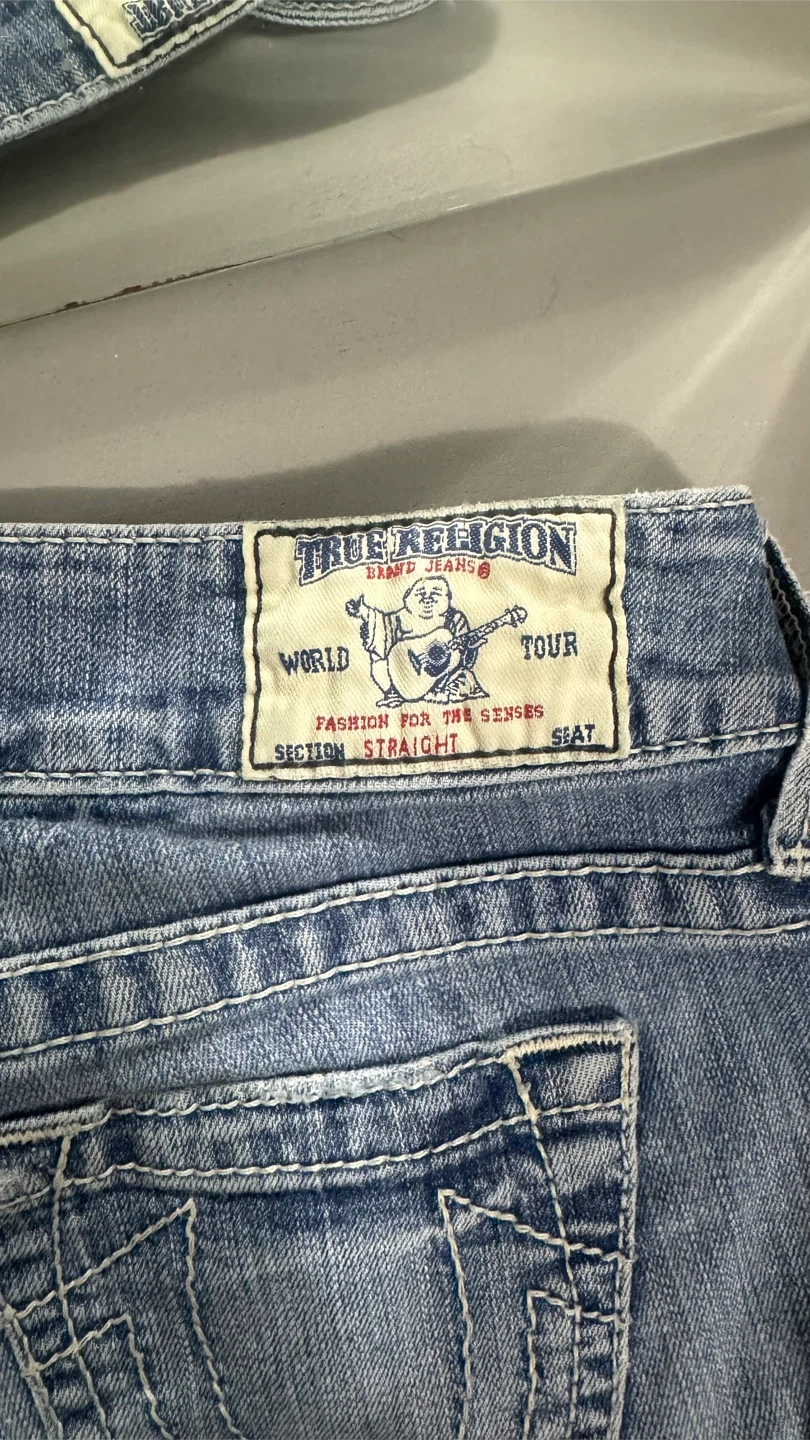 TRUE RELIGION
BRAND JEANS®
WORLD TOUR
FASHION FOR THE SENSES
SECTION STRAIGHT SEAT